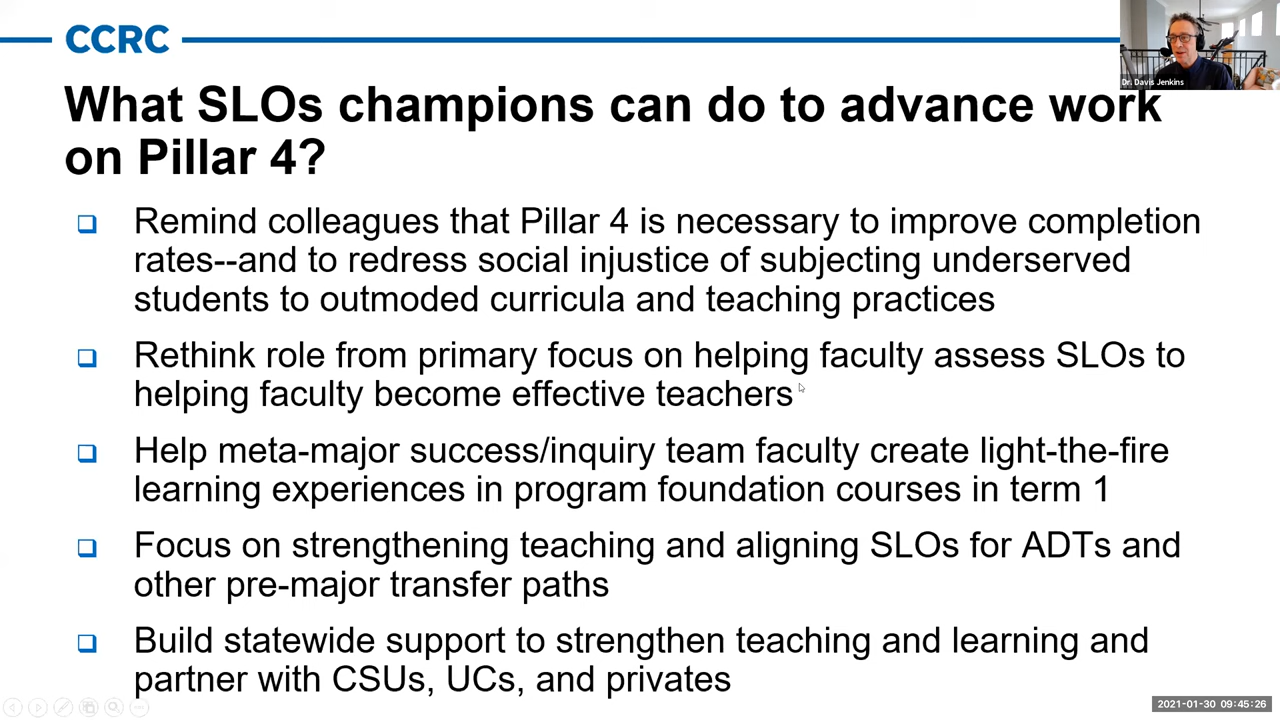 CCRC
Dr. Davis Jenkins
What SLOs champions can do to advance work
on Pillar 4?
Remind colleagues that Pillar 4 is necessary to improve completion
rates--and to redress social injustice of subjecting underserved
students to outmoded curricula and teaching practices
Rethink role from primary focus on helping faculty assess SLOs to
helping faculty become effective teachers
Help meta-major success/inquiry team faculty create light-the-fire
learning experiences in program foundation courses in term 1
Focus on strengthening teaching and aligning SLOs for ADTs and
other pre-major transfer paths
Build statewide support to strengthen teaching and learning and
partner with CSUs, UCs, and privates
2021-01-30 09:45:26